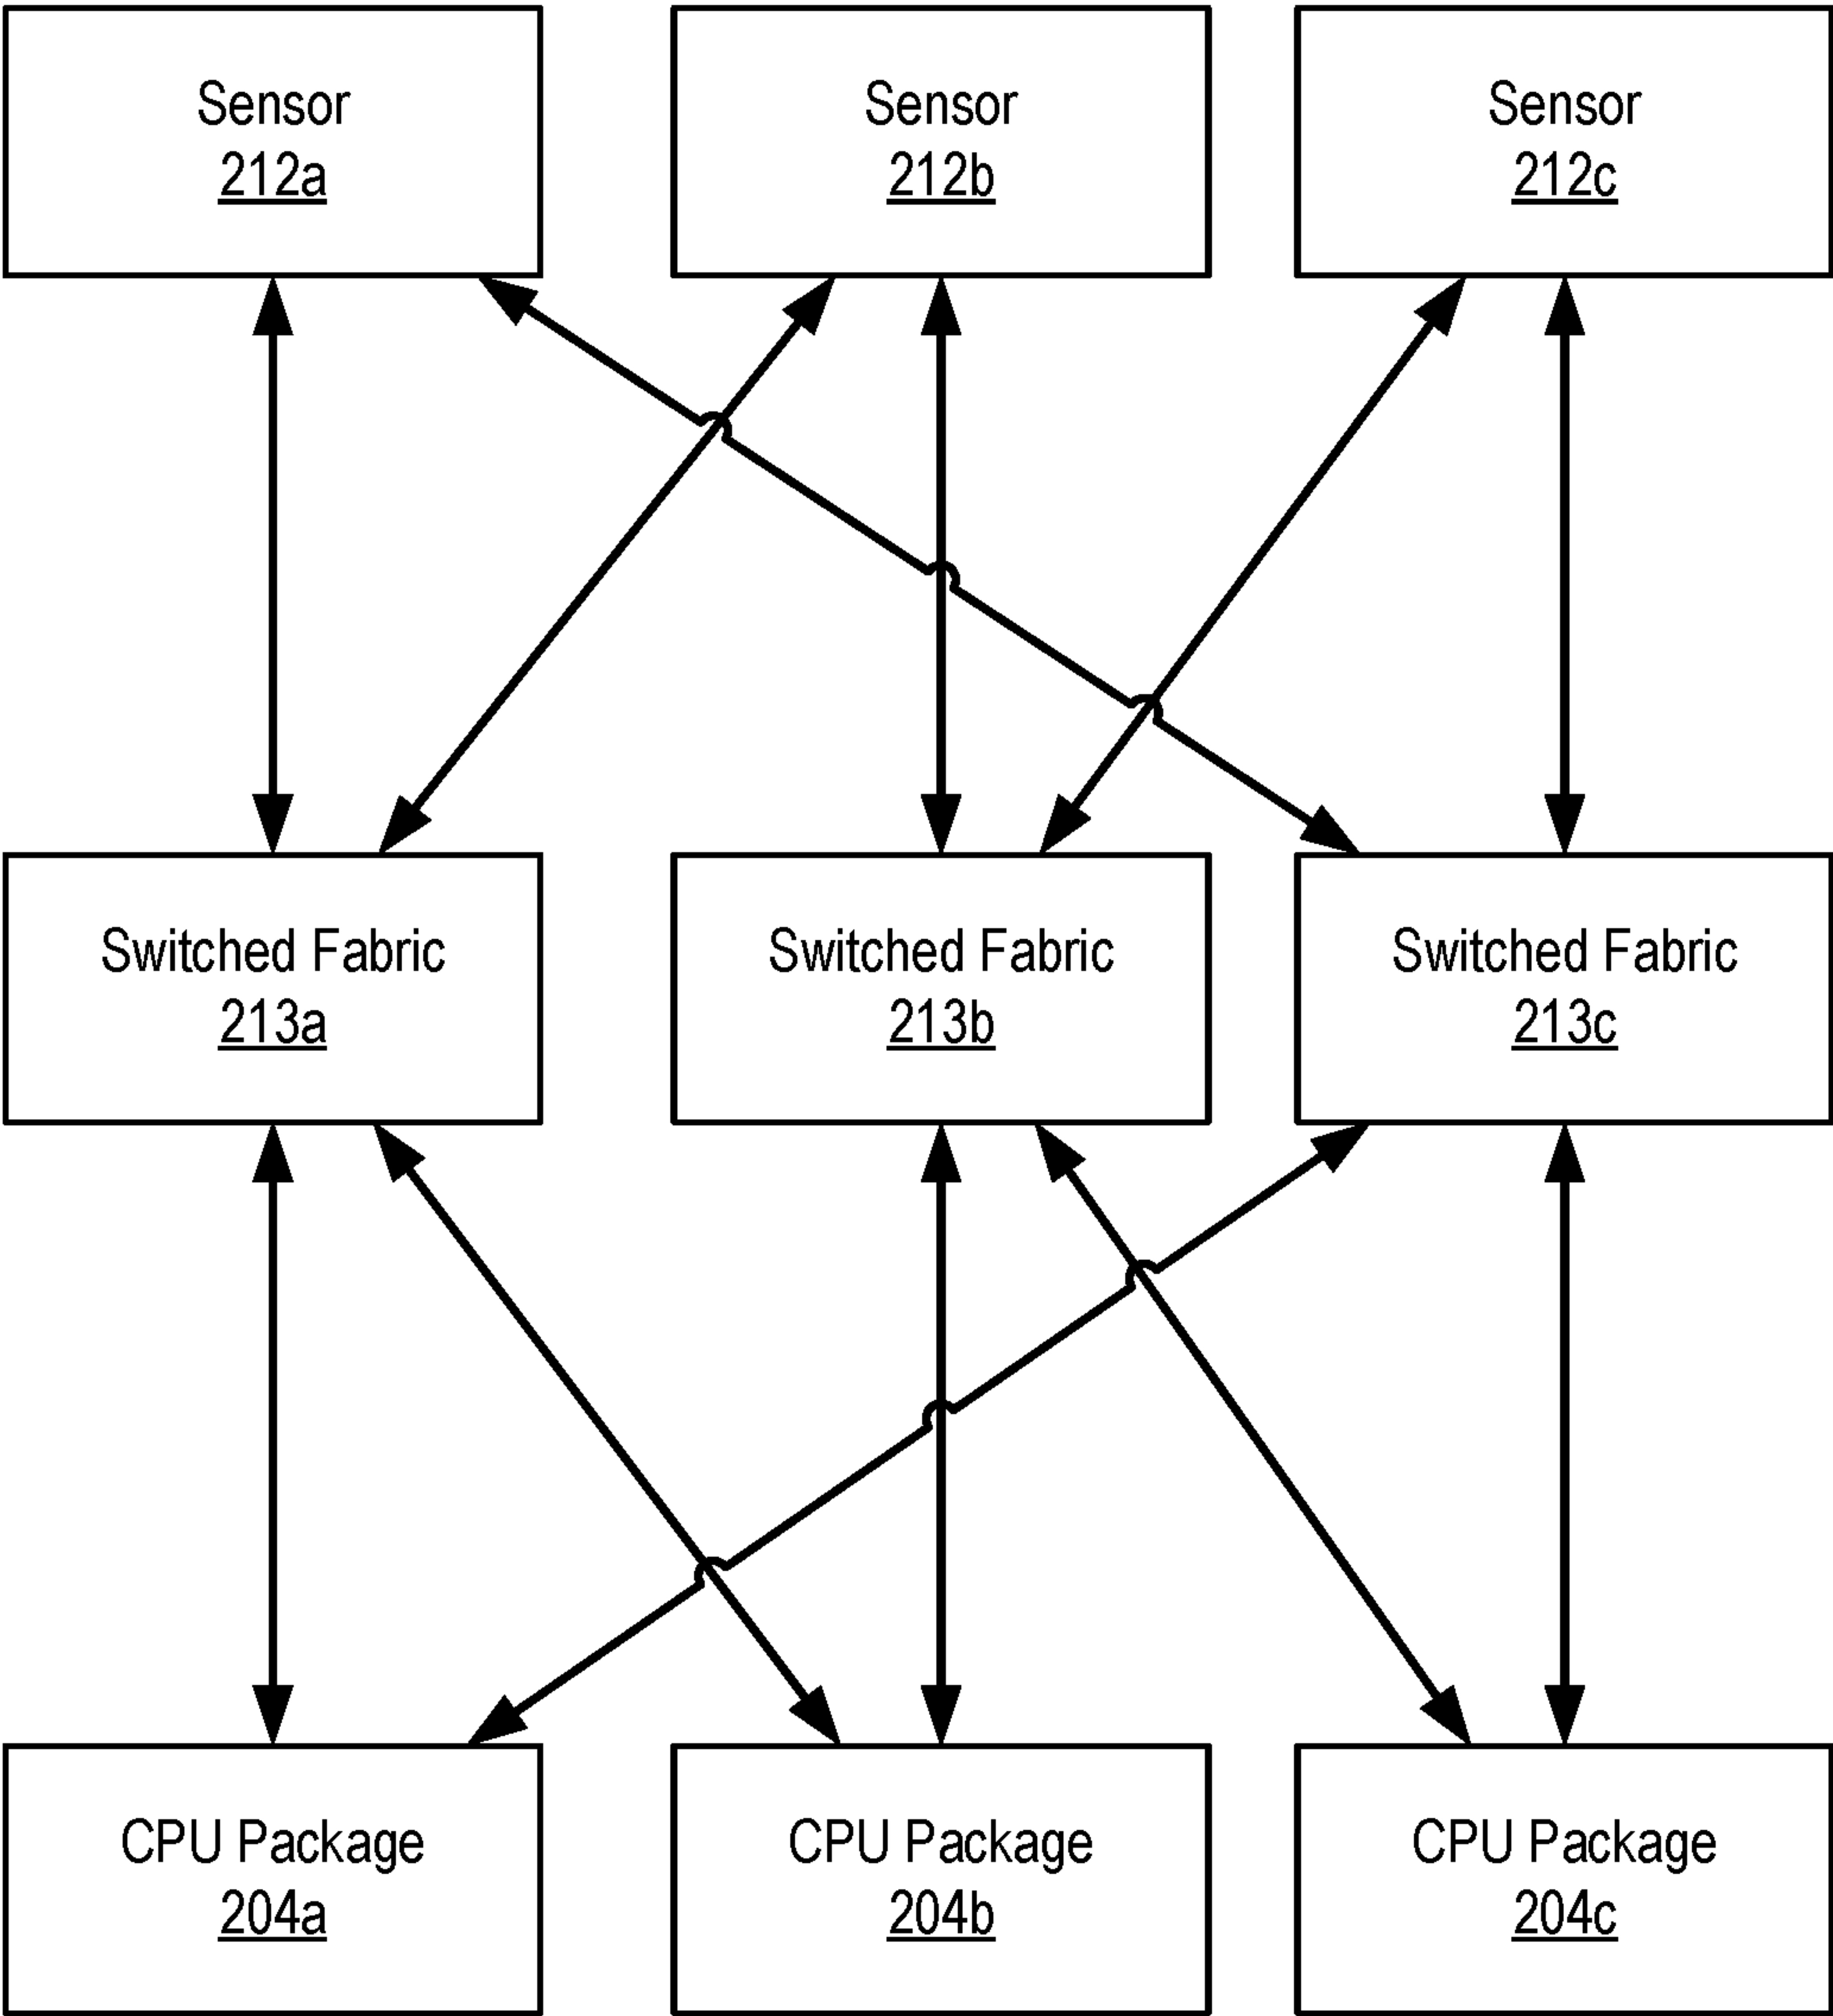 Sensor
212a
Sensor
212b
Sensor
212c
Switched Fabric
213a
Switched Fabric
213b
Switched Fabric
213c
CPU Package
204a
CPU Package
204b
CPU Package
204c